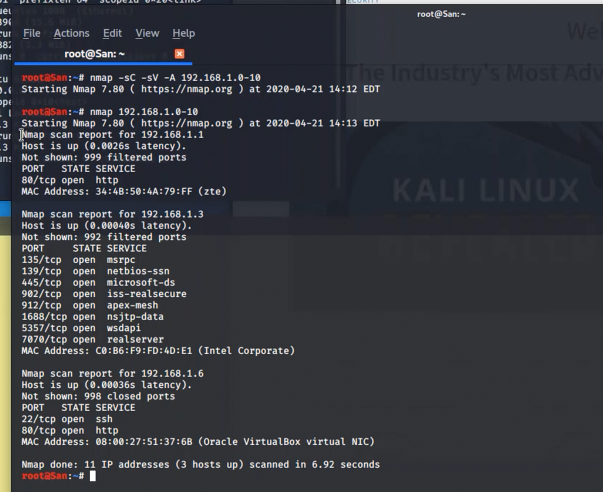 root@San: ~
We
File Actions Edit View Help
root@San: ~
The Industry's Most Adv
root@San:~# nmap -sC -sV -A 192.168.1.0-10
Starting Nmap 7.80 ( https://nmap.org ) at 2020-04-21 14:12 EDT
root@San:~# nmap 192.168.1.0-10
Starting Nmap 7.80 ( https://nmap.org ) at 2020-04-21 14:13 EDT
Nmap scan report for 192.168.1.1
Host is up (0.0026s latency).
Not shown: 999 filtered ports
PORT STATE SERVICE
80/tcp open http
MAC Address: 34:4B:50:4A:79:FF (zte)
KALI LINUX
Nmap scan report for 192.168.1.3
Host is up (0.00040s latency).
Not shown: 992 filtered ports
PORT STATE SERVICE
135/tcp open msrpc
139/tcp open netbios-ssn
445/tcp open microsoft-ds
902/tcp open iss-realsecure
912/tcp open apex-mesh
1688/tcp open nsjtp-data
5357/tcp open wsdapi
7070/tcp open realserver
MAC Address: C0:B6:F9:FD:4D:E1 (Intel Corporate)
Nmap scan report for 192.168.1.6
Host is up (0.00036s latency).
Not shown: 998 closed ports
PORT STATE SERVICE
22/tcp open ssh
80/tcp open http
MAC Address: 08:00:27:51:37:6B (Oracle VirtualBox virtual NIC)
Nmap done: 11 IP addresses (3 hosts up) scanned in 6.92 seconds
root@San:~#